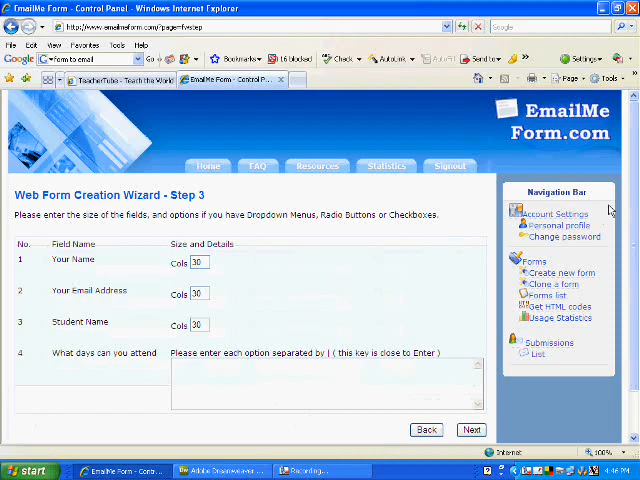 EmailMe Form - Control Panel - Windows Internet Explorer
http://www.emailmeform.com/?page=fwstep
Google
File Edit View Favorites Tools Help
Google form to email Go Bookmarks 16 blocked Check AutoLink AutoFill Send to Settings
TeacherTube - Teach the World EmailMe Form - Control P... Page Tools
EmailMe
Form.com
Home FAQ Resources Statistics Signout
Web Form Creation Wizard - Step 3
Please enter the size of the fields, and options if you have Dropdown Menus, Radio Buttons or Checkboxes.
No. Field Name Size and Details
1 Your Name Cols 30
2 Your Email Address Cols 30
3 Student Name Cols 30
4 What days can you attend Please enter each option separated by | ( this key is close to Enter )
Back Next
Navigation Bar
Account Settings
Personal profile
Change password
Forms
Create new form
Clone a form
Forms list
Get HTML codes
Usage Statistics
Submissions
List
Internet 100%
start EmailMe Form - Contr... Adobe Dreamweaver ... Recording... 4:46 PM